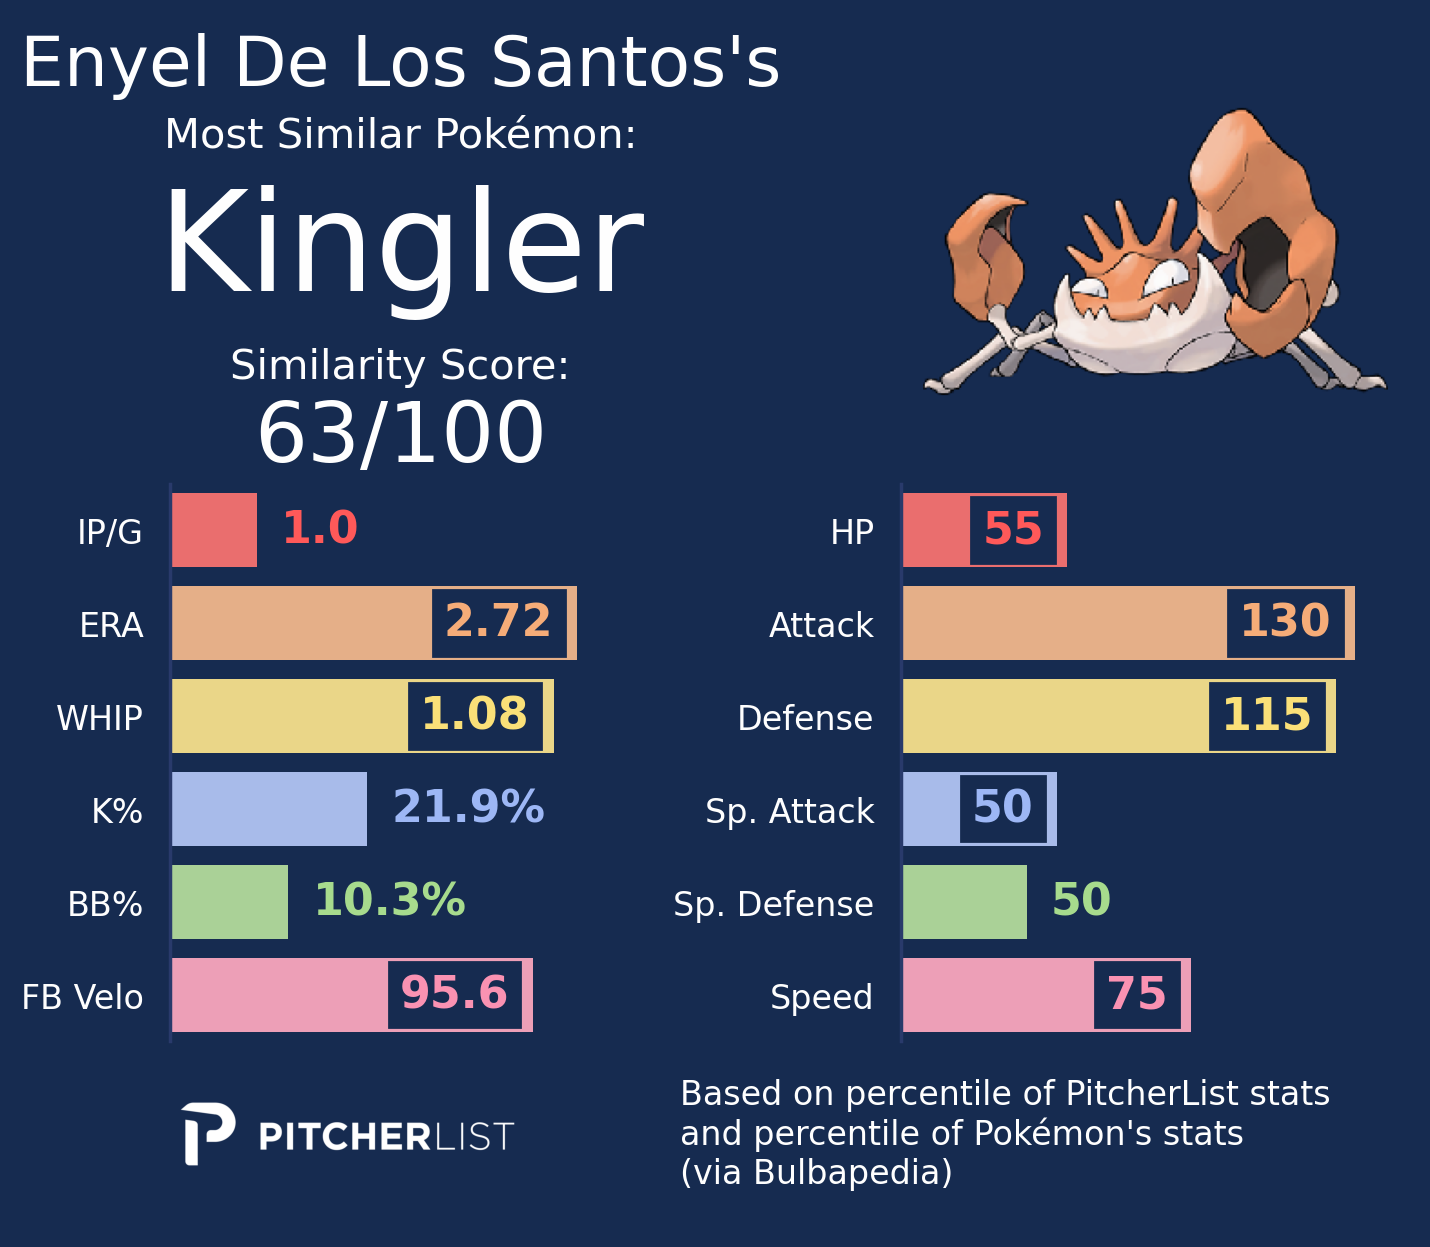 Enyel De Los Santos's
Most Similar Pokémon:
Kingler
Similarity Score:
63/100
IP/G 1.0
ERA 2.72
WHIP 1.08
K% 21.9%
BB% 10.3%
FB Velo 95.6
HP 55
Attack 130
Defense 115
Sp. Attack 50
Sp. Defense 50
Speed 75
PITCHERLIST
Based on percentile of PitcherList stats
and percentile of Pokémon's stats
(via Bulbapedia)